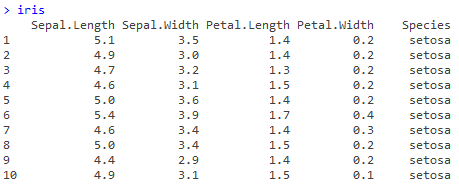 > iris
Sepal.Length Sepal.Width Petal.Length Petal.Width Species
1 5.1 3.5 1.4 0.2 setosa
2 4.9 3.0 1.4 0.2 setosa
3 4.7 3.2 1.3 0.2 setosa
4 4.6 3.1 1.5 0.2 setosa
5 5.0 3.6 1.4 0.2 setosa
6 5.4 3.9 1.7 0.4 setosa
7 4.6 3.4 1.4 0.3 setosa
8 5.0 3.4 1.5 0.2 setosa
9 4.4 2.9 1.4 0.2 setosa
10 4.9 3.1 1.5 0.1 setosa